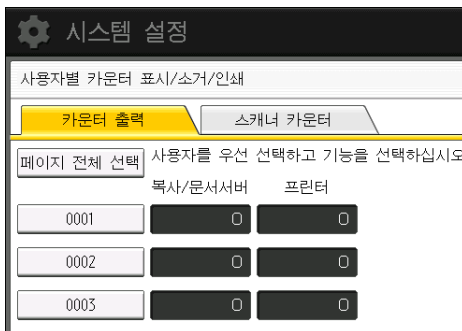 시스템 설정
사용자별 카운터 표시/소거/인쇄
카운터 출력 스캐너 카운터
페이지 전체 선택 사용자를 우선 선택하고 기능을 선택하십시오
복사/문서서버 프린터
0001 0 0
0002 0 0
0003 0 0